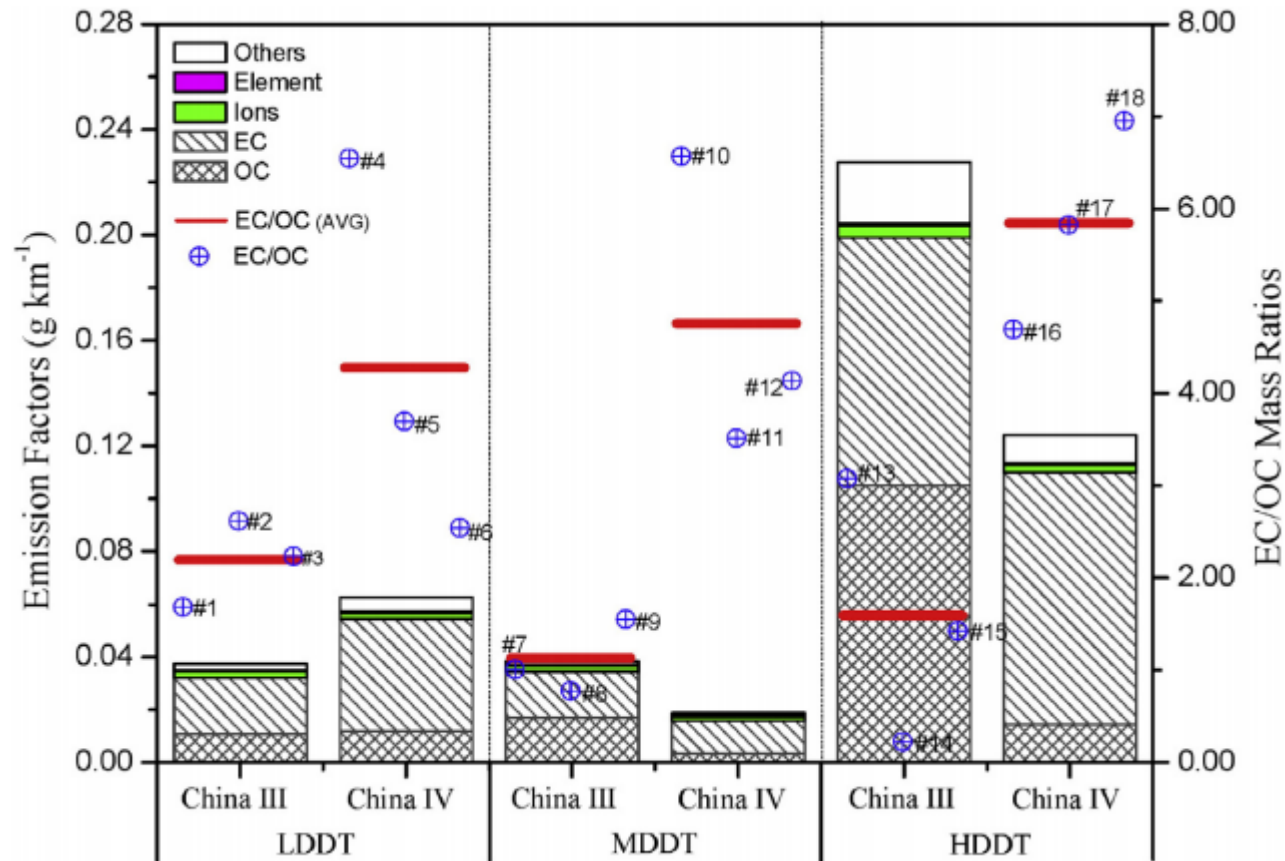 0.28
0.24
0.20
0.16
0.12
0.08
0.04
0.00
Emission Factors (g km⁻¹)
Others
Element
Ions
EC
OC
EC/OC (AVG)
EC/OC
#1
#2
#3
#4
#5
#6
#7
#8
#9
#10
#11
#12
#13
#14
#15
#16
#17
#18
8.00
6.00
4.00
2.00
0.00
EC/OC Mass Ratios
China III China IV China III China IV China III China IV
LDDT MDDT HDDT